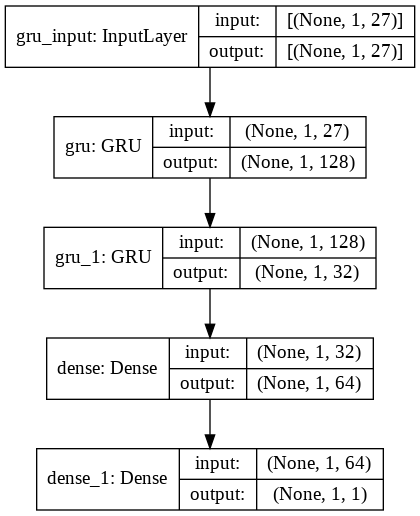 gru_input: InputLayer
input: [(None, 1, 27)]
output: [(None, 1, 27)]
gru: GRU
input: (None, 1, 27)
output: (None, 1, 128)
gru_1: GRU
input: (None, 1, 128)
output: (None, 1, 32)
dense: Dense
input: (None, 1, 32)
output: (None, 1, 64)
dense_1: Dense
input: (None, 1, 64)
output: (None, 1, 1)